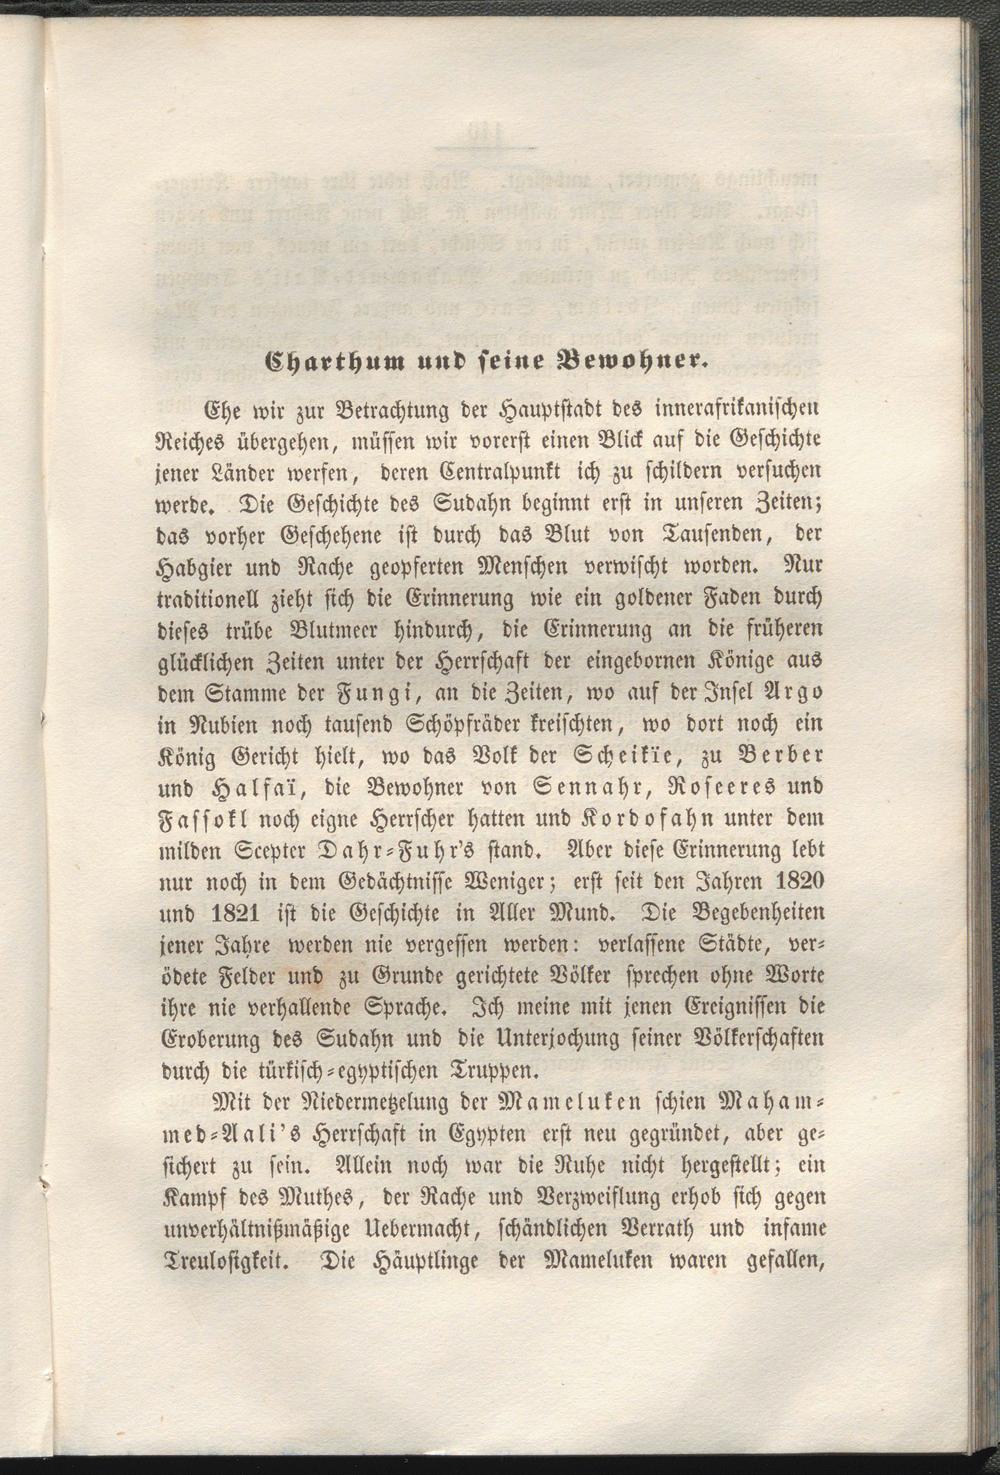 Charthum und seine Bewohner.
Ehe wir zur Betrachtung der Hauptstadt des innerafrikanischen
Reiches übergehen, müssen wir vorerst einen Blick auf die Geschichte
jener Länder werfen, deren Centralpunkt ich zu schildern versuchen
werde. Die Geschichte des Sudahn beginnt erst in unseren Zeiten;
das vorher Geschehene ist durch das Blut von Tausenden, der
Habgier und Rache geopferten Menschen verwischt worden. Nur
traditionell zieht sich die Erinnerung wie ein goldener Faden durch
dieses trübe Blutmeer hindurch, die Erinnerung an die früheren
glücklichen Zeiten unter der Herrschaft der eingebornen Könige aus
dem Stamme der Fungi, an die Zeiten, wo auf der Insel Argo
in Nubien noch tausend Schöpfräder kreischten, wo dort noch ein
König Gericht hielt, wo das Volk der Scheikïe, zu Berber
und Halfaï, die Bewohner von Sennahr, Roseeres und
Fassokl noch eigne Herrscher hatten und Kordofahn unter dem
milden Scepter Dahr-Fuhr's stand. Aber diese Erinnerung lebt
nur noch in dem Gedächtnisse Weniger; erst seit den Jahren 1820
und 1821 ist die Geschichte in Aller Mund. Die Begebenheiten
jener Jahre werden nie vergessen werden: verlassene Städte, ver-
ödete Felder und zu Grunde gerichtete Völker sprechen ohne Worte
ihre nie verhallende Sprache. Ich meine mit jenen Ereignissen die
Eroberung des Sudahn und die Unterjochung seiner Völkerschaften
durch die türkisch-egyptischen Truppen.
Mit der Niedermetzelung der Mameluken schien Maham-
med-Aali's Herrschaft in Egypten erst neu gegründet, aber ge-
sichert zu sein. Allein noch war die Ruhe nicht hergestellt; ein
Kampf des Muthes, der Rache und Verzweiflung erhob sich gegen
unverhältnißmäßige Uebermacht, schändlichen Verrath und infame
Treulosigkeit. Die Häuptlinge der Mameluken waren gefallen,